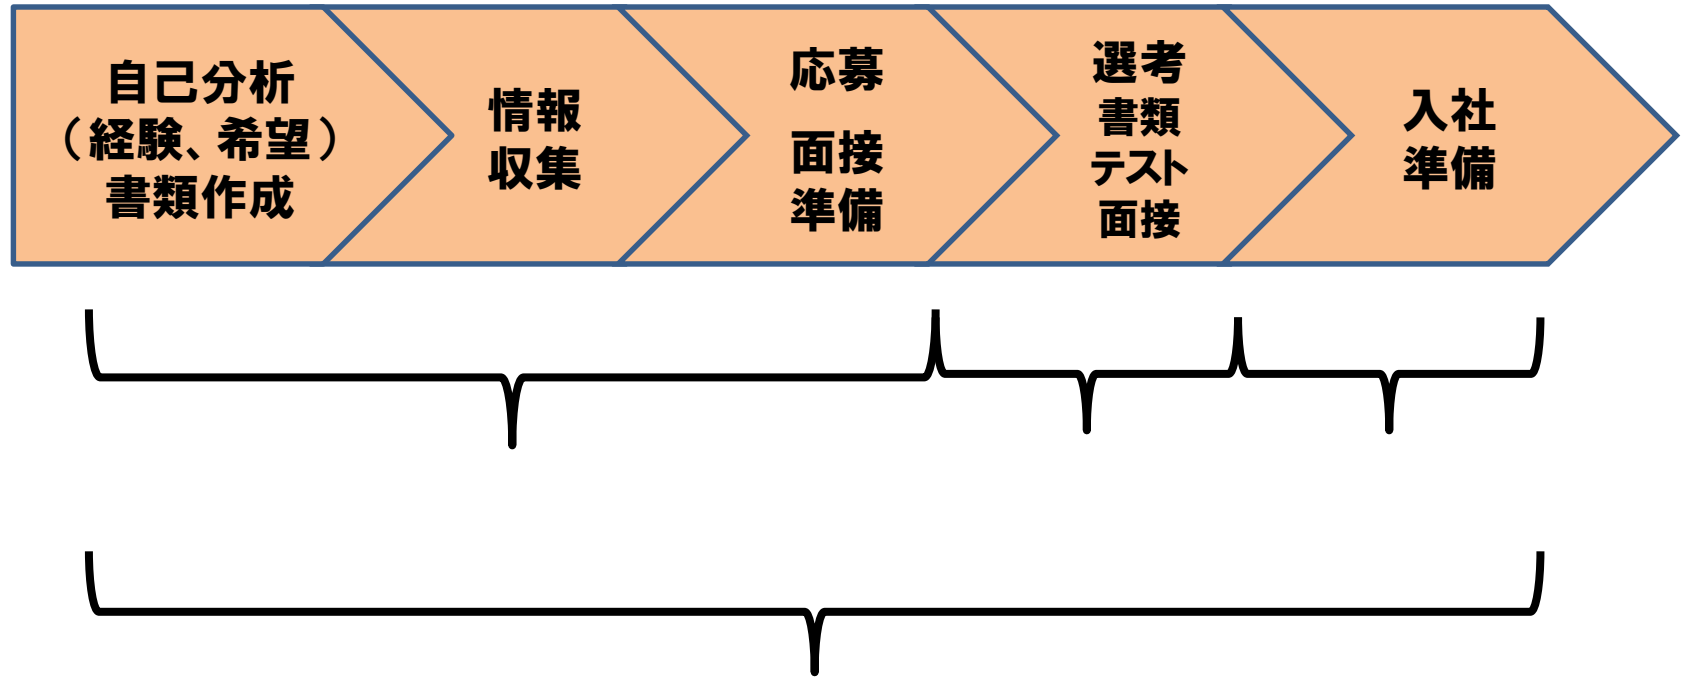 自己分析
（経験、希望）
書類作成
情報
収集
応募
面接
準備
選考
書類
テスト
面接
入社
準備